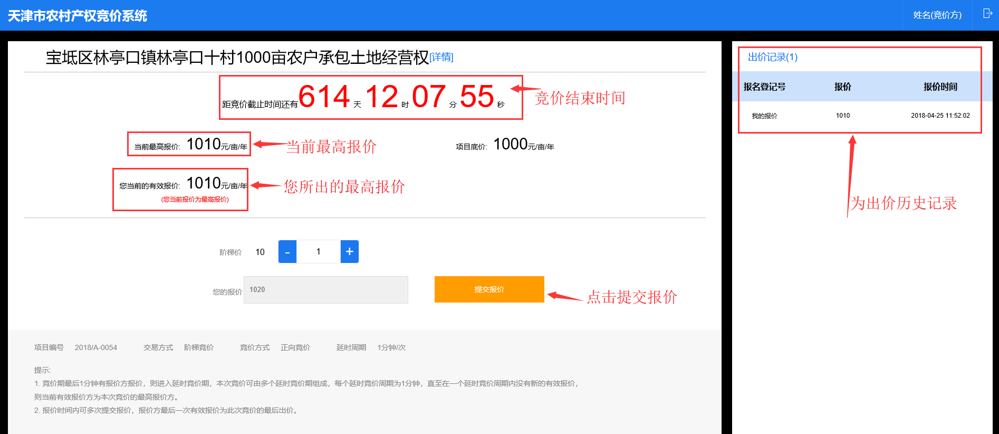 天津市农村产权竞价系统
姓名(竞价方)
宝坻区林亭口镇林亭口十村1000亩农户承包土地经营权[详情]
距竞价截止时间还有614天12时07分55秒
竞价结束时间
当前最高报价: 1010元/亩/年
当前最高报价
项目底价: 1000元/亩/年
您当前的有效报价: 1010元/亩/年
(您当前报价为最高报价)
您所出的最高报价
阶梯价 10 - 1 +
您的报价 1020 提交报价
点击提交报价
项目编号 2018/A-0054 交易方式 阶梯竞价 竞价方式 正向竞价 延时周期 1分钟/次
提示:
1. 竞价期最后1分钟有报价方报价，则进入延时竞价期，本次竞价可由多个延时竞价期组成，每个延时竞价周期为1分钟，直至在一个延时竞价周期内没有新的有效报价，
则当前有效报价方为本次竞价的最高报价方。
2. 报价时间内可多次提交报价，报价方最后一次有效报价为此次竞价的最后出价。
出价记录(1)
报名登记号 报价 报价时间
我的报价 1010 2018-04-25 11:52:02
为出价历史记录